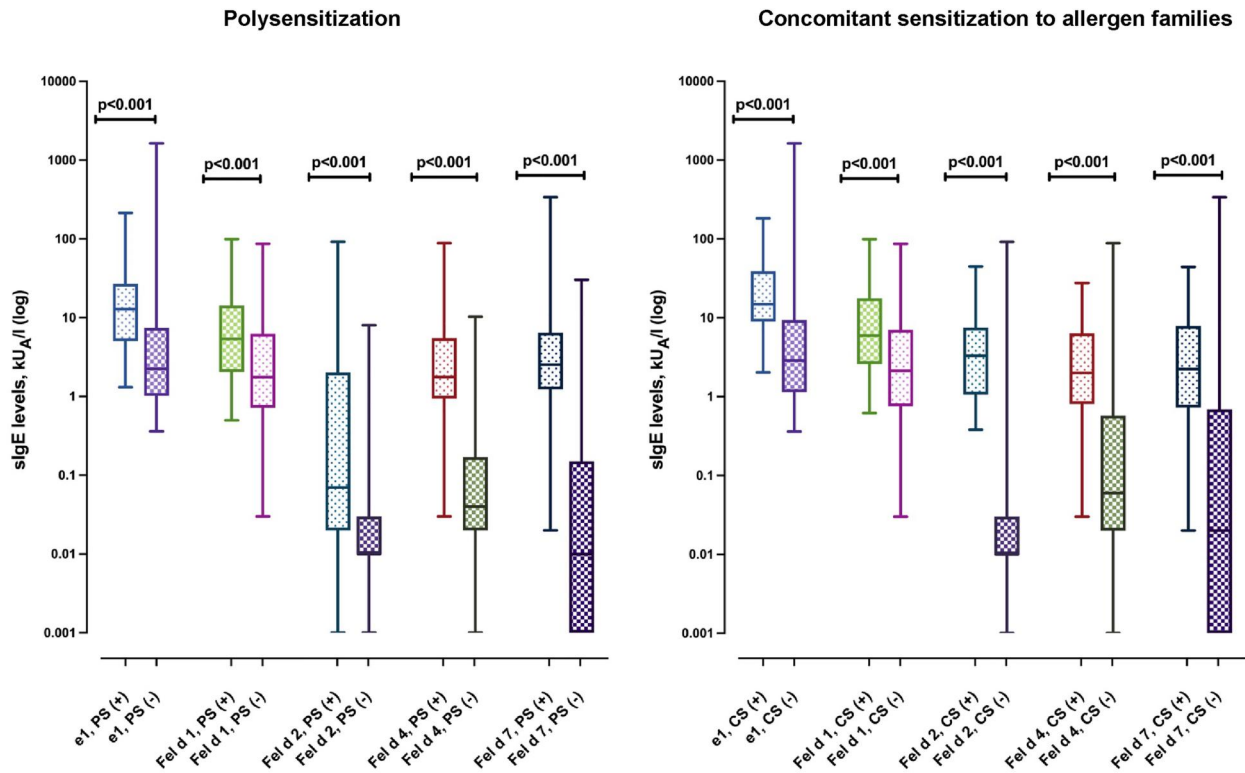 Polysensitization
Concomitant sensitization to allergen families
sIgE levels, kUA/l (log)
10000
1000
100
10
1
0.1
0.01
0.001
p<0.001
p<0.001
p<0.001
p<0.001
p<0.001
e1, PS (+)
e1, PS (-)
Fel d 1, PS (+)
Fel d 1, PS (-)
Fel d 2, PS (+)
Fel d 2, PS (-)
Fel d 4, PS (+)
Fel d 4, PS (-)
Fel d 7, PS (+)
Fel d 7, PS (-)
sIgE levels, kUA/l (log)
10000
1000
100
10
1
0.1
0.01
0.001
p<0.001
p<0.001
p<0.001
p<0.001
p<0.001
e1, CS (+)
e1, CS (-)
Fel d 1, CS (+)
Fel d 1, CS (-)
Fel d 2, CS (+)
Fel d 2, CS (-)
Fel d 4, CS (+)
Fel d 4, CS (-)
Fel d 7, CS (+)
Fel d 7, CS (-)